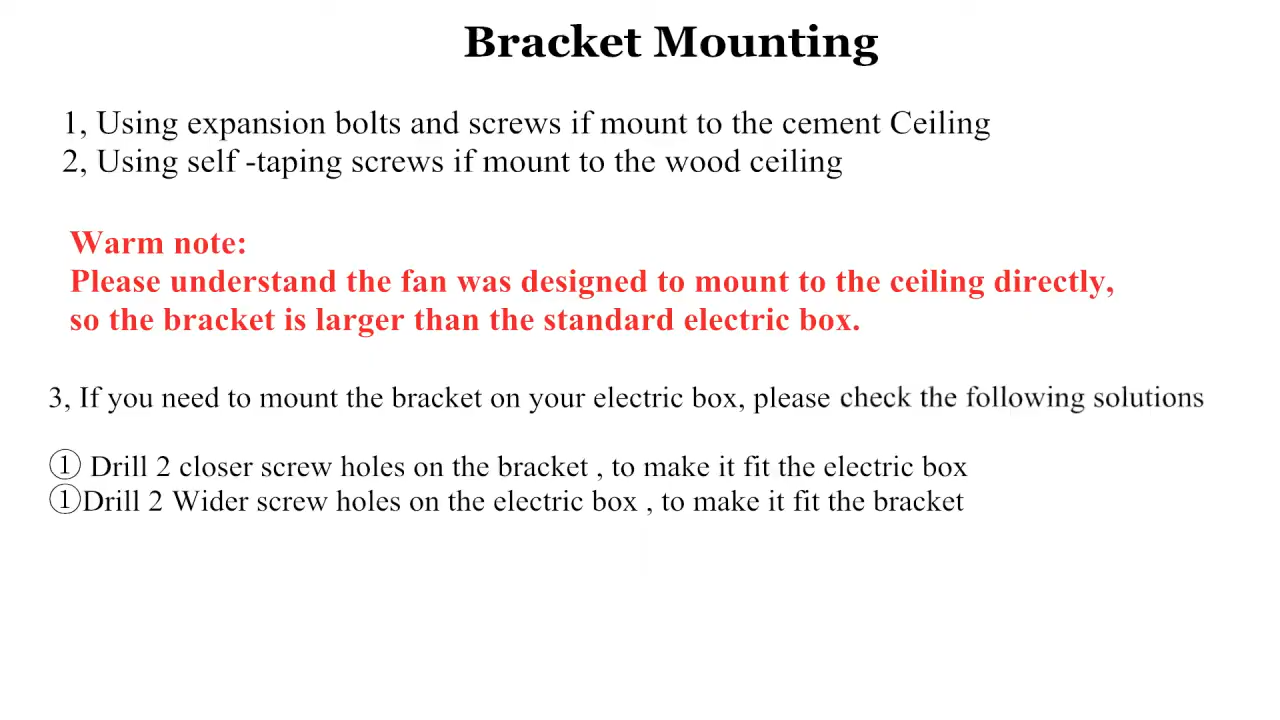 Bracket Mounting
1, Using expansion bolts and screws if mount to the cement Ceiling
2, Using self -taping screws if mount to the wood ceiling
Warm note:
Please understand the fan was designed to mount to the ceiling directly,
so the bracket is larger than the standard electric box.
3, If you need to mount the bracket on your electric box, please check the following solutions
① Drill 2 closer screw holes on the bracket , to make it fit the electric box
①Drill 2 Wider screw holes on the electric box , to make it fit the bracket